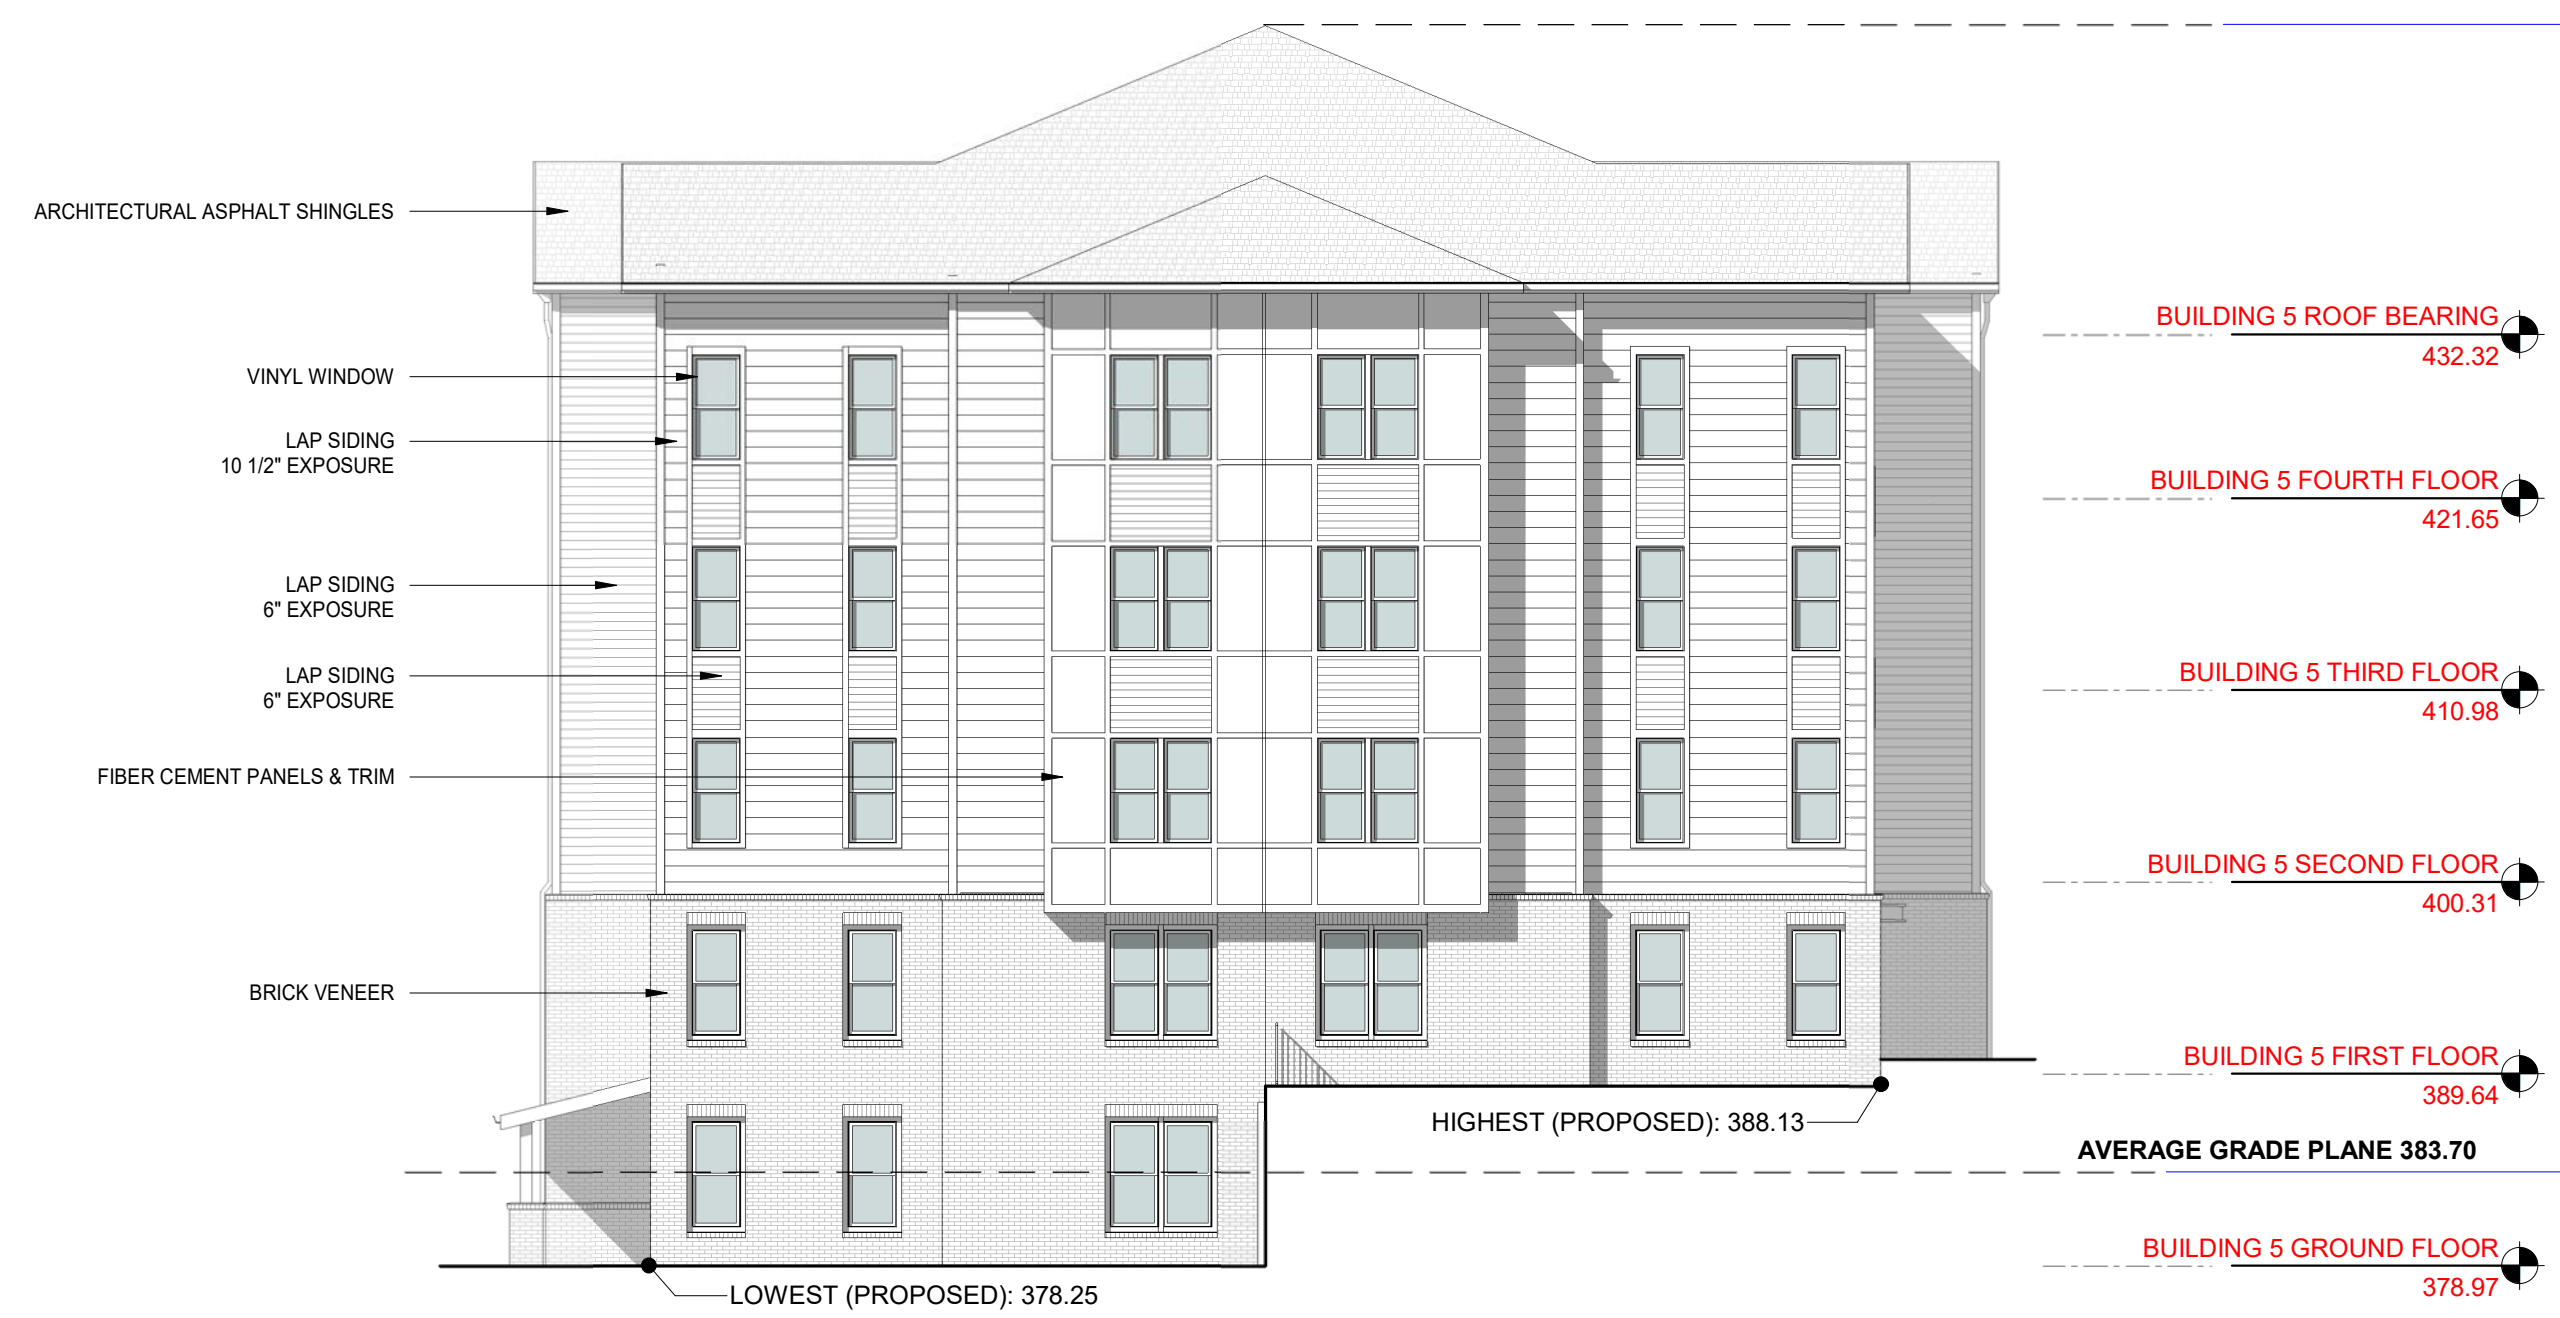 ARCHITECTURAL ASPHALT SHINGLES
VINYL WINDOW
LAP SIDING
10 1/2" EXPOSURE
LAP SIDING
6" EXPOSURE
LAP SIDING
6" EXPOSURE
FIBER CEMENT PANELS & TRIM
BRICK VENEER
LOWEST (PROPOSED): 378.25
HIGHEST (PROPOSED): 388.13
BUILDING 5 ROOF BEARING
432.32
BUILDING 5 FOURTH FLOOR
421.65
BUILDING 5 THIRD FLOOR
410.98
BUILDING 5 SECOND FLOOR
400.31
BUILDING 5 FIRST FLOOR
389.64
AVERAGE GRADE PLANE 383.70
BUILDING 5 GROUND FLOOR
378.97